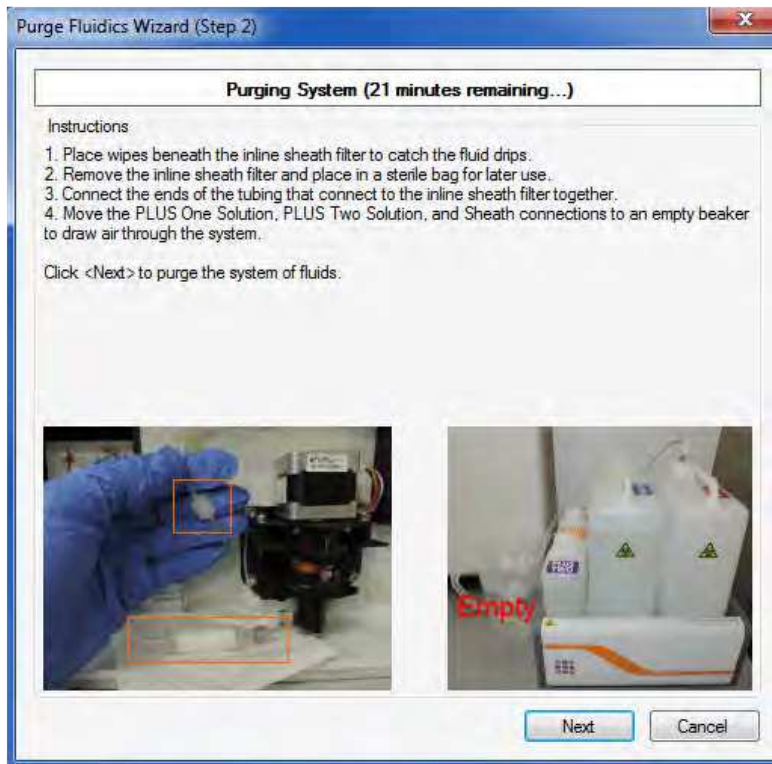 Purge Fluidics Wizard (Step 2)
X
Purging System (21 minutes remaining...)
Instructions
1. Place wipes beneath the inline sheath filter to catch the fluid drips.
2. Remove the inline sheath filter and place in a sterile bag for later use.
3. Connect the ends of the tubing that connect to the inline sheath filter together.
4. Move the PLUS One Solution, PLUS Two Solution, and Sheath connections to an empty beaker
to draw air through the system.
Click <Next> to purge the system of fluids.
Empty
Next
Cancel